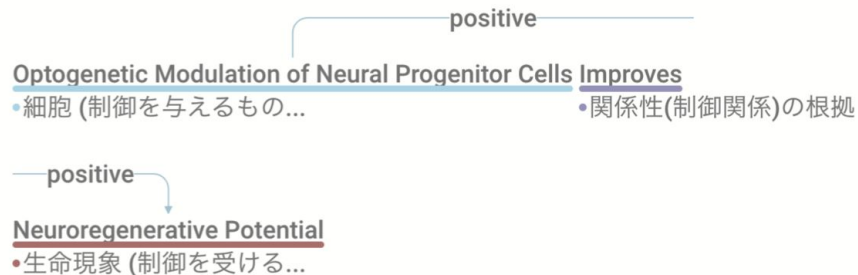 positive
Optogenetic Modulation of Neural Progenitor Cells Improves
•細胞 (制御を与えるもの... •関係性(制御関係)の根拠
positive
Neuroregenerative Potential
•生命現象 (制御を受ける...